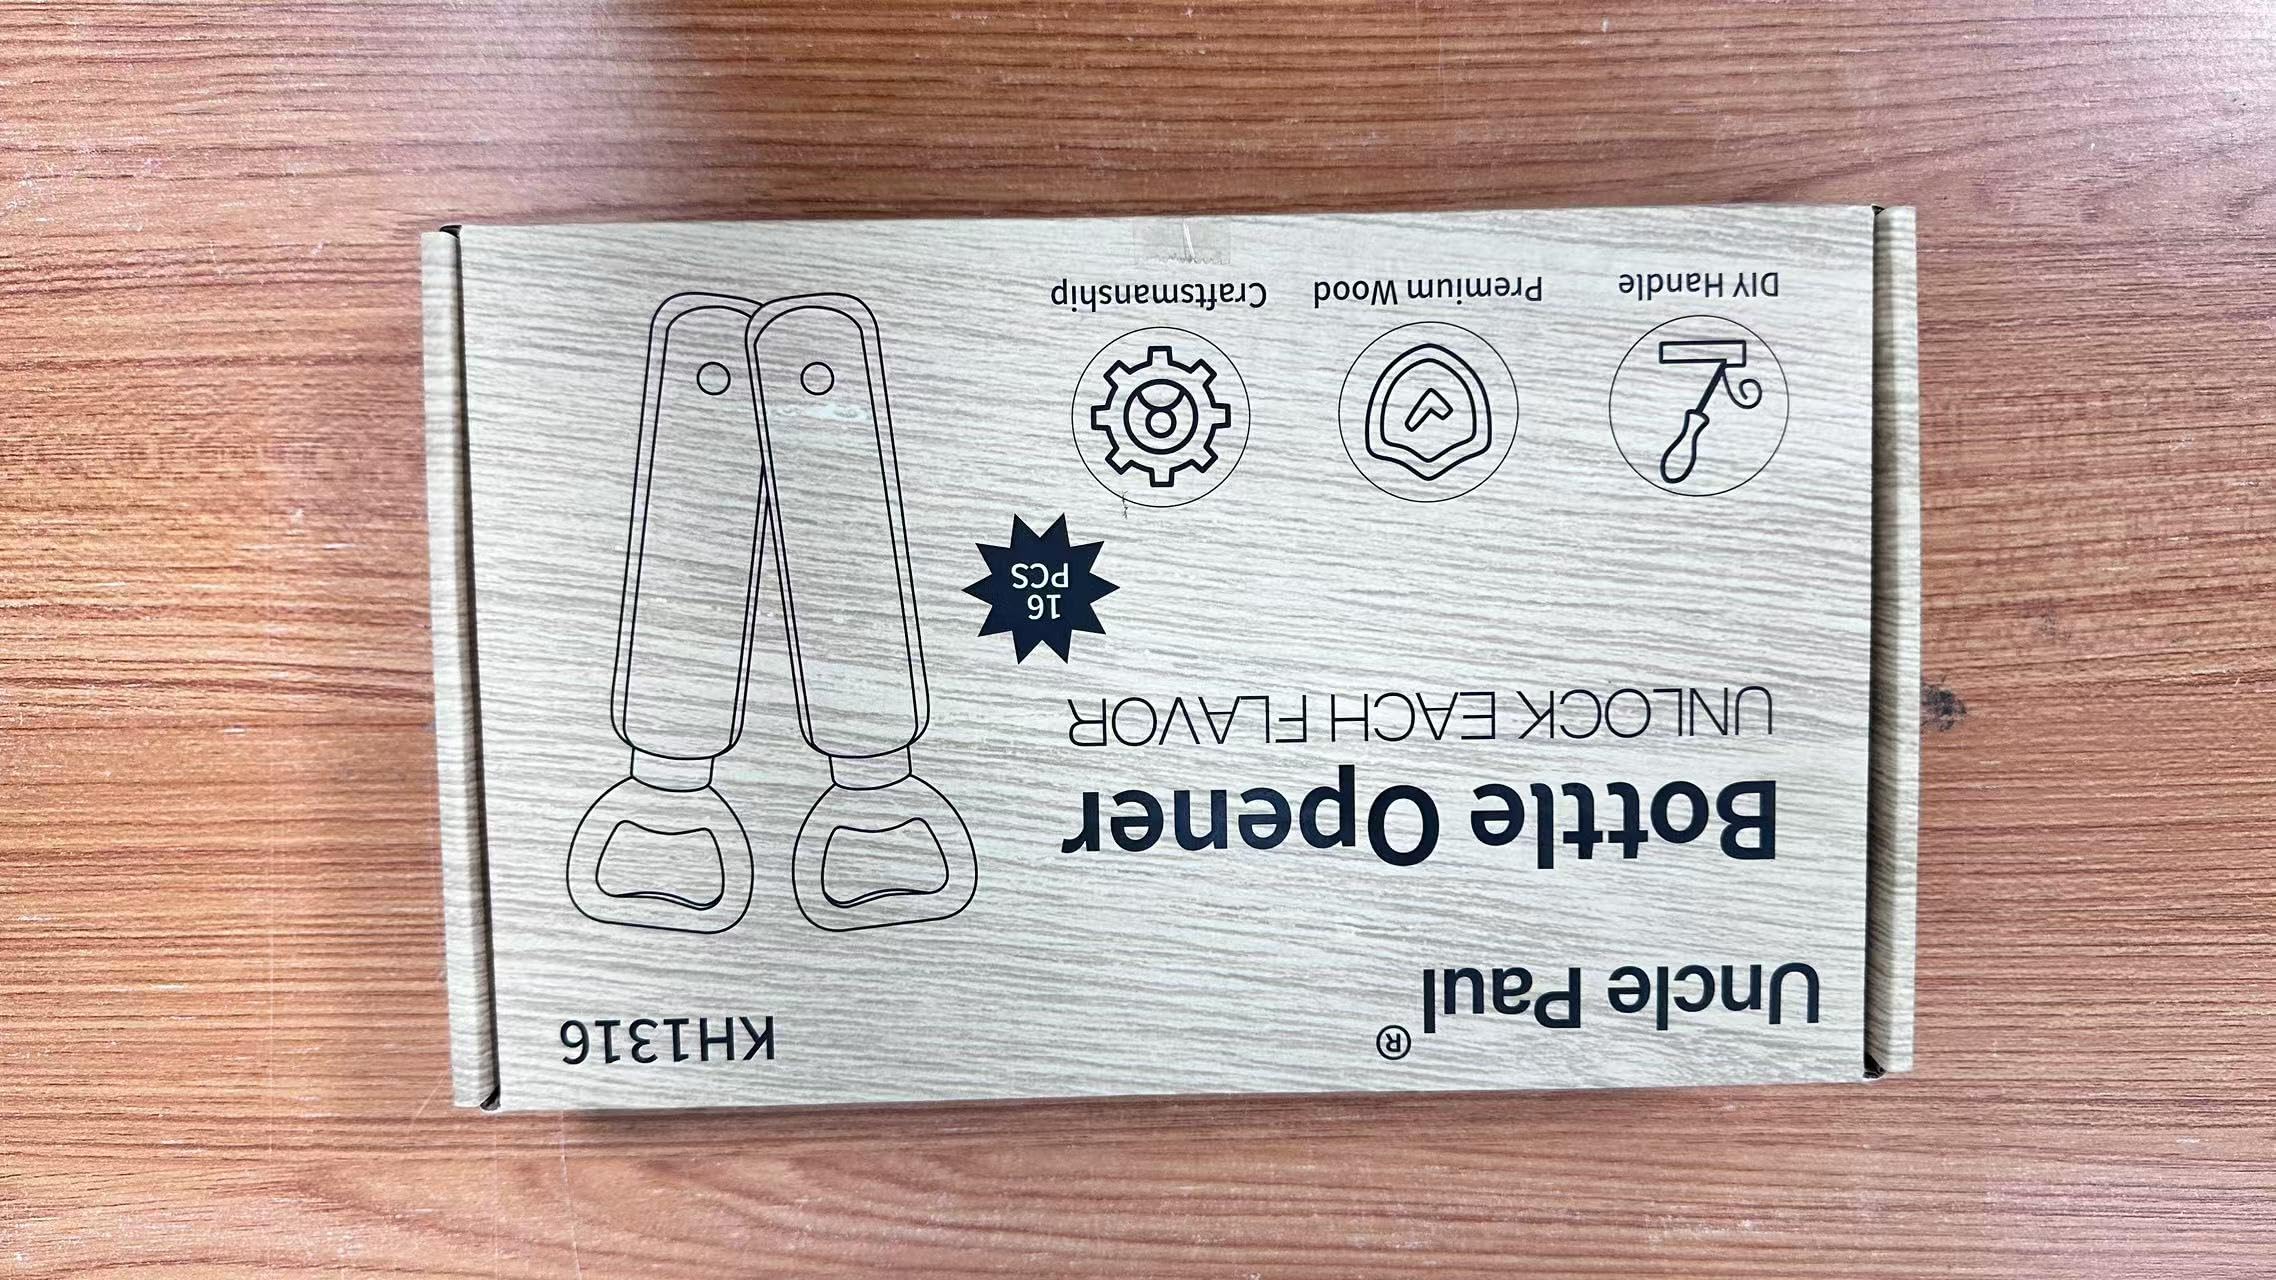 Uncle Paul®
KH1316
Bottle Opener
UNLOCK EACH FLAVOR
16
PCS
DIY Handle
Premium Wood
Craftsmanship